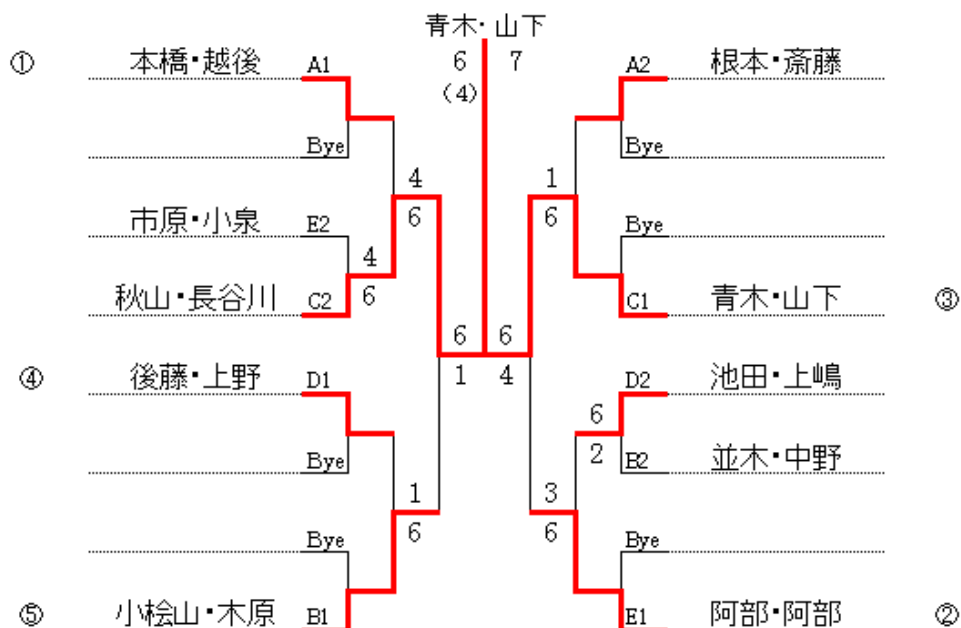 青木・山下
6 7
(4)
① 本橋・越後 A1
A2 根本・斎藤
Bye
Bye
4
6
1
6
市原・小泉 E2
Bye
4
6
秋山・長谷川 C2
C1 青木・山下 ③
6 6
1 4
④ 後藤・上野 D1
D2 池田・上嶋
6
2
Bye
B2 並木・中野
1
6
3
6
Bye
Bye
⑤ 小桧山・木原 B1
E1 阿部・阿部 ②